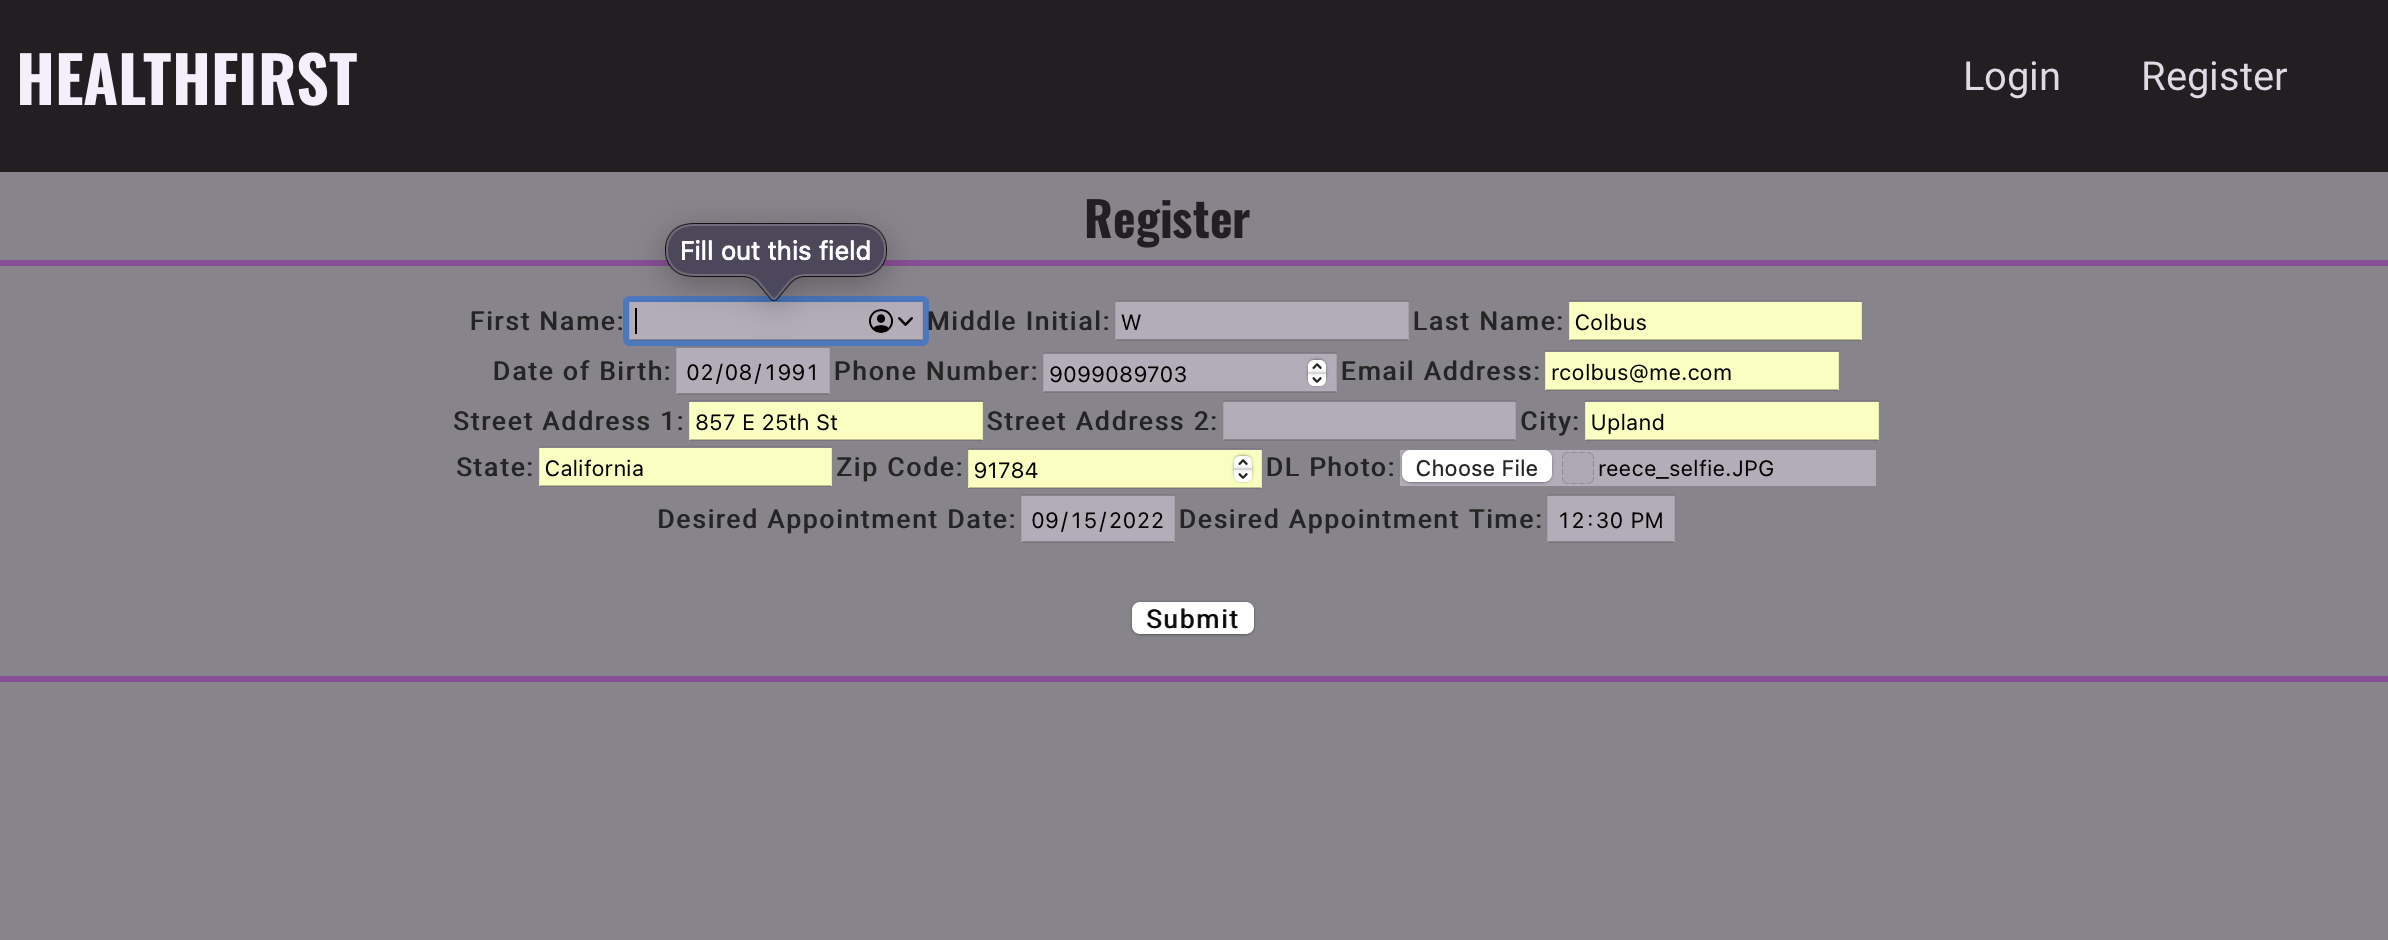 HEALTHFIRST Login Register
Register
Fill out this field
First Name: Middle Initial: W Last Name: Colbus
Date of Birth: 02/08/1991 Phone Number: 9099089703 Email Address: rcolbus@me.com
Street Address 1: 857 E 25th St Street Address 2: City: Upland
State: California Zip Code: 91784 DL Photo: Choose File reece_selfie.JPG
Desired Appointment Date: 09/15/2022 Desired Appointment Time: 12:30 PM
Submit